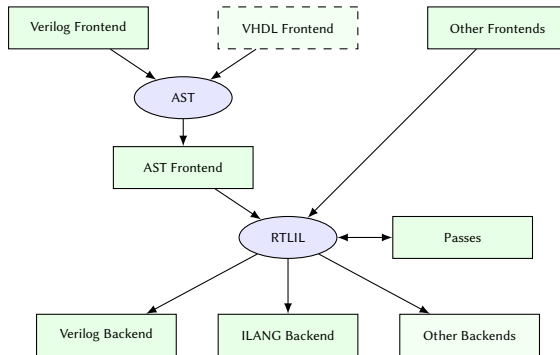 Verilog Frontend
VHDL Frontend
Other Frontends
AST
AST Frontend
RTLIL
Passes
Verilog Backend
ILANG Backend
Other Backends